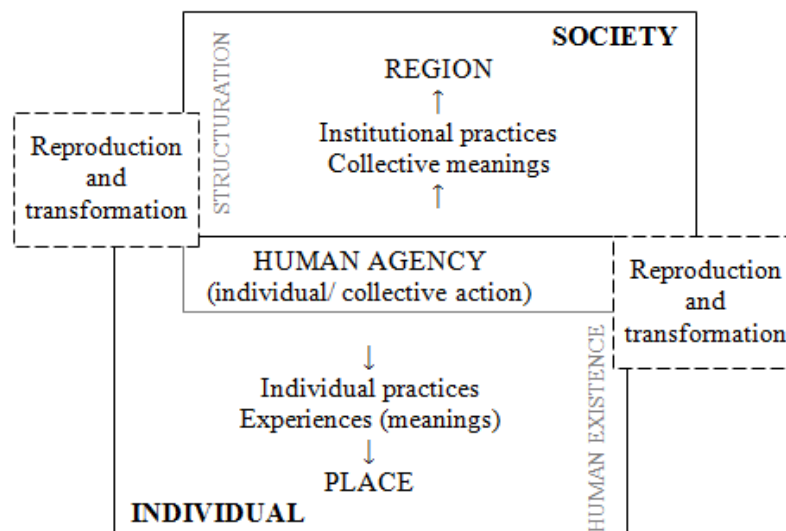 SOCIETY
STRUCTURATION
REGION
↑
Institutional practices
Collective meanings
↑
Reproduction
and
transformation
HUMAN AGENCY
(individual/ collective action)
Reproduction
and
transformation
↓
Individual practices
Experiences (meanings)
↓
PLACE
HUMAN EXISTENCE
INDIVIDUAL